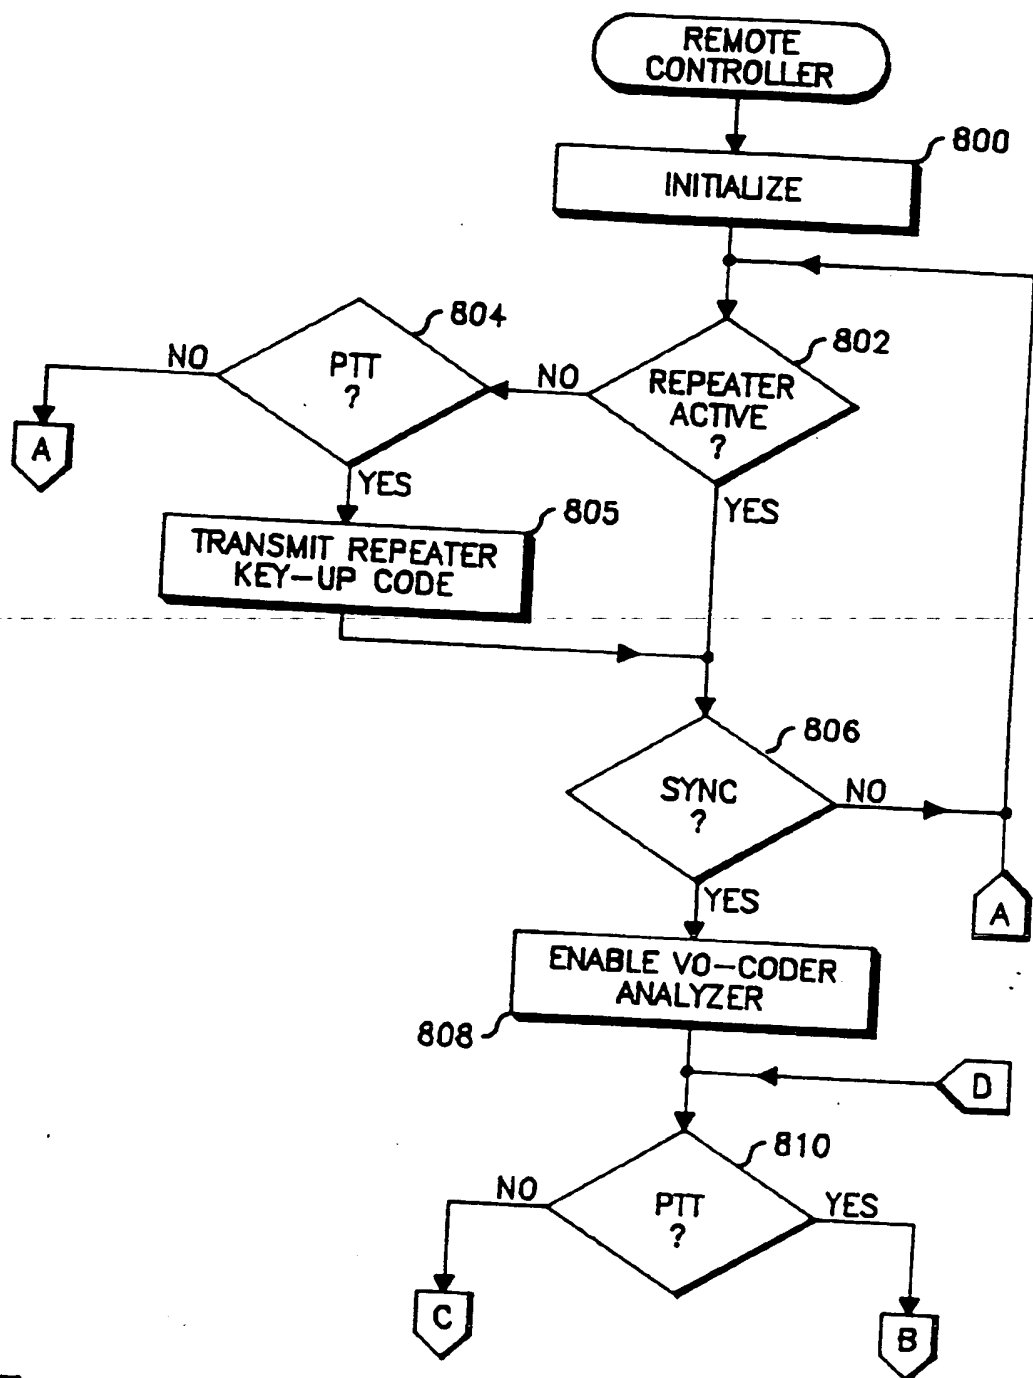 REMOTE
CONTROLLER
800
INITIALIZE
804
802
NO
PTT
?
NO
REPEATER
ACTIVE
?
A
YES
YES
805
TRANSMIT REPEATER
KEY-UP CODE
806
SYNC
?
NO
YES
A
ENABLE VO-CODER
ANALYZER
808
D
810
NO
PTT
?
YES
C
B